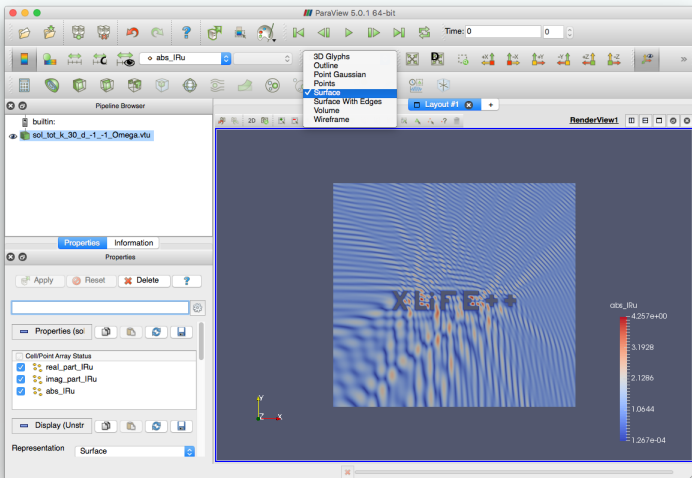 ParaView 5.0.1 64-bit
Time: 0
0
abs_IRu
3D Glyphs
Outline
Point Gaussian
Points
Surface
Surface With Edges
Volume
Wireframe
+X
-X
+Y
-Y
+Z
-Z
Pipeline Browser
builtin:
sol_tot_k_30_d_-1_-1_Omega.vtu
Layout #1
+
2D
RenderView1
Properties
Information
Properties
Apply
Reset
Delete
?
Properties (sol
Cell/Point Array Status
real_part_IRu
imag_part_IRu
abs_IRu
Display (Unstr
Representation
Surface
XLIFE++
abs_IRu
4.257e+00
3.1928
2.1286
1.0644
1.267e-04
Y
Z
X